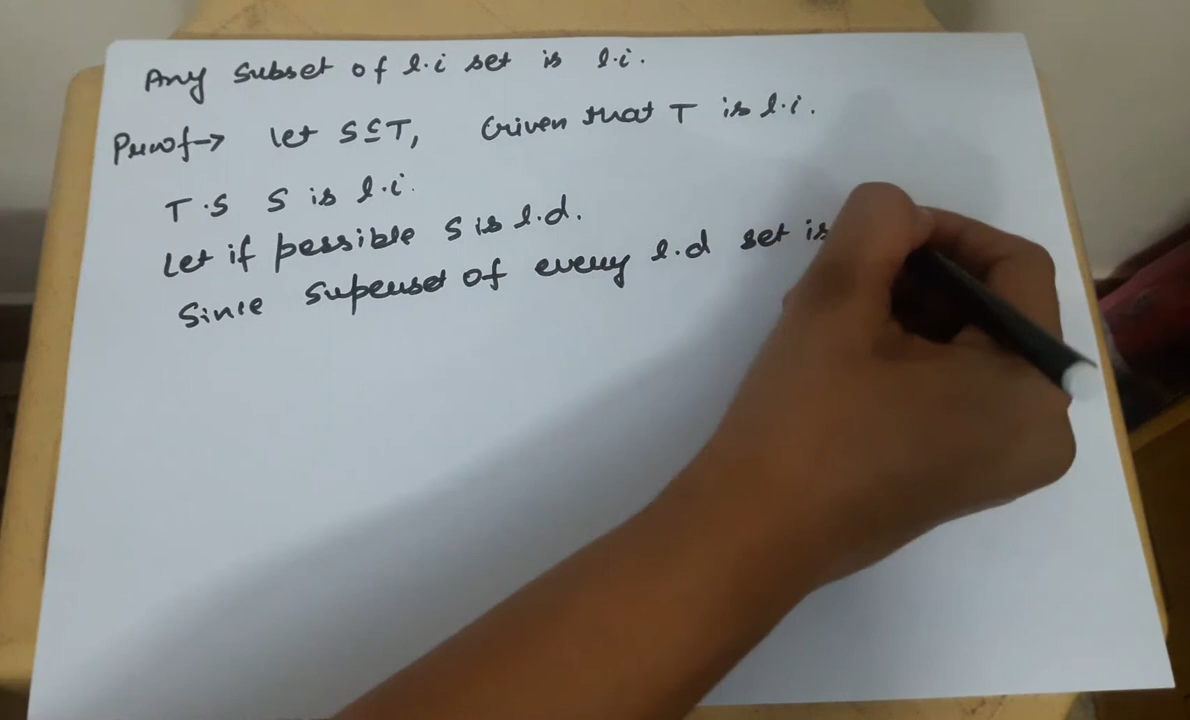 Any subset of l.i set is l.i.
Proof→ let S⊆T, Given that T is l.i.
T.S S is l.i.
Let if possible S is l.d.
Since superset of every l.d set is